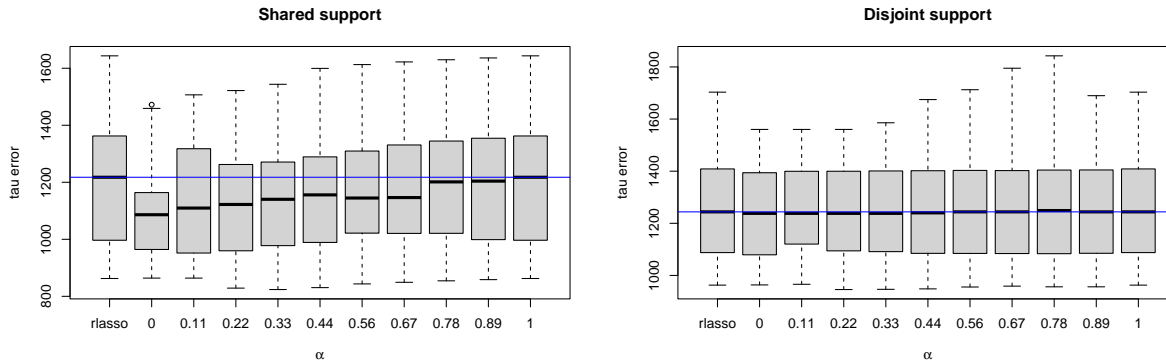 Shared support
tau error
800 1000 1200 1400 1600
rlasso 0 0.11 0.22 0.33 0.44 0.56 0.67 0.78 0.89 1
α
Disjoint support
tau error
1000 1200 1400 1600 1800
rlasso 0 0.11 0.22 0.33 0.44 0.56 0.67 0.78 0.89 1
α